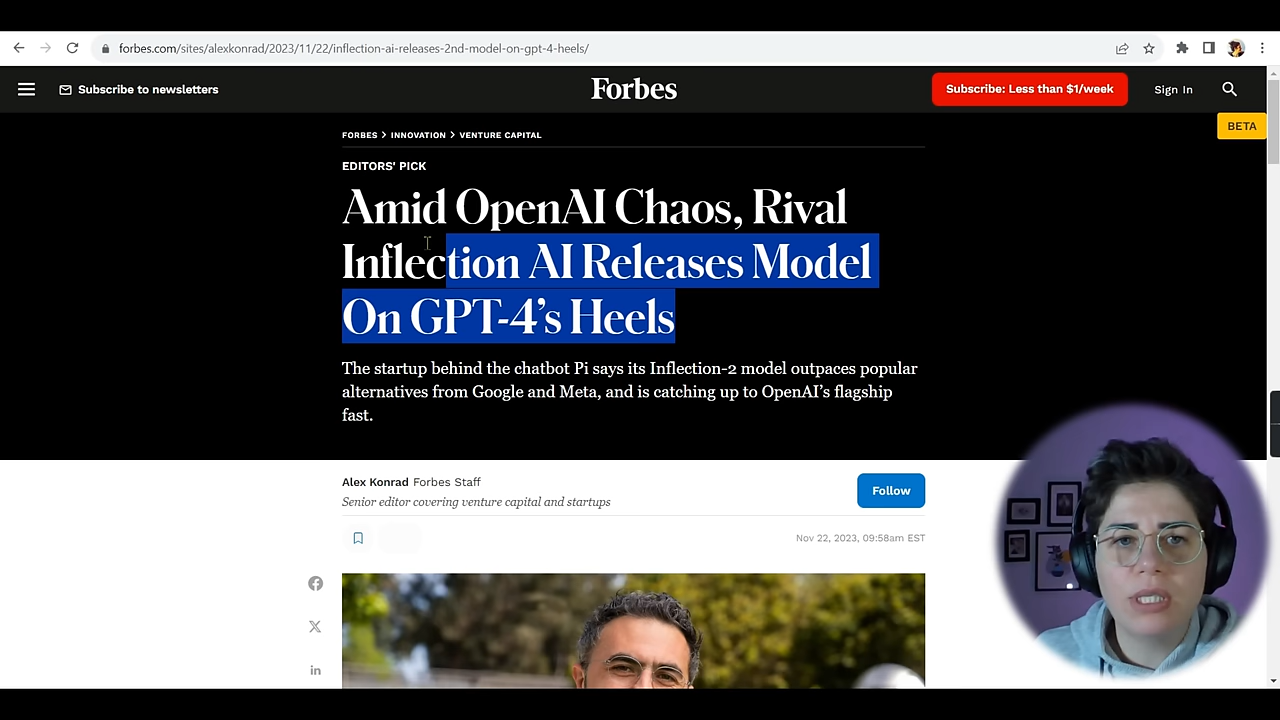 forbes.com/sites/alexkonrad/2023/11/22/inflection-ai-releases-2nd-model-on-gpt-4-heels/
Subscribe to newsletters
Forbes
Subscribe: Less than $1/week
Sign In
BETA
FORBES > INNOVATION > VENTURE CAPITAL
EDITORS' PICK
Amid OpenAI Chaos, Rival
Inflection AI Releases Model
On GPT-4’s Heels
The startup behind the chatbot Pi says its Inflection-2 model outpaces popular
alternatives from Google and Meta, and is catching up to OpenAI’s flagship
fast.
Alex Konrad Forbes Staff
Senior editor covering venture capital and startups
Follow
Nov 22, 2023, 09:58am EST